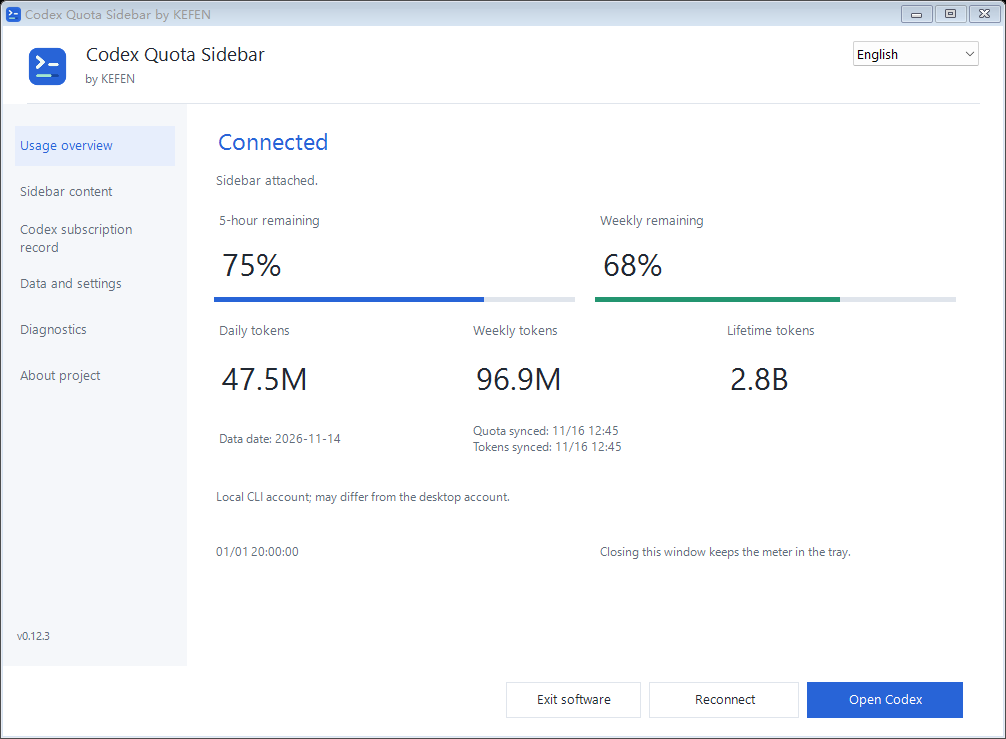 Codex Quota Sidebar by KEFEN
Codex Quota Sidebar
by KEFEN
English
Usage overview
Sidebar content
Codex subscription
record
Data and settings
Diagnostics
About project
v0.12.3
Connected
Sidebar attached.
5-hour remaining
Weekly remaining
75%
68%
Daily tokens
Weekly tokens
Lifetime tokens
47.5M
96.9M
2.8B
Data date: 2026-11-14
Quota synced: 11/16 12:45
Tokens synced: 11/16 12:45
Local CLI account; may differ from the desktop account.
01/01 20:00:00
Closing this window keeps the meter in the tray.
Exit software
Reconnect
Open Codex